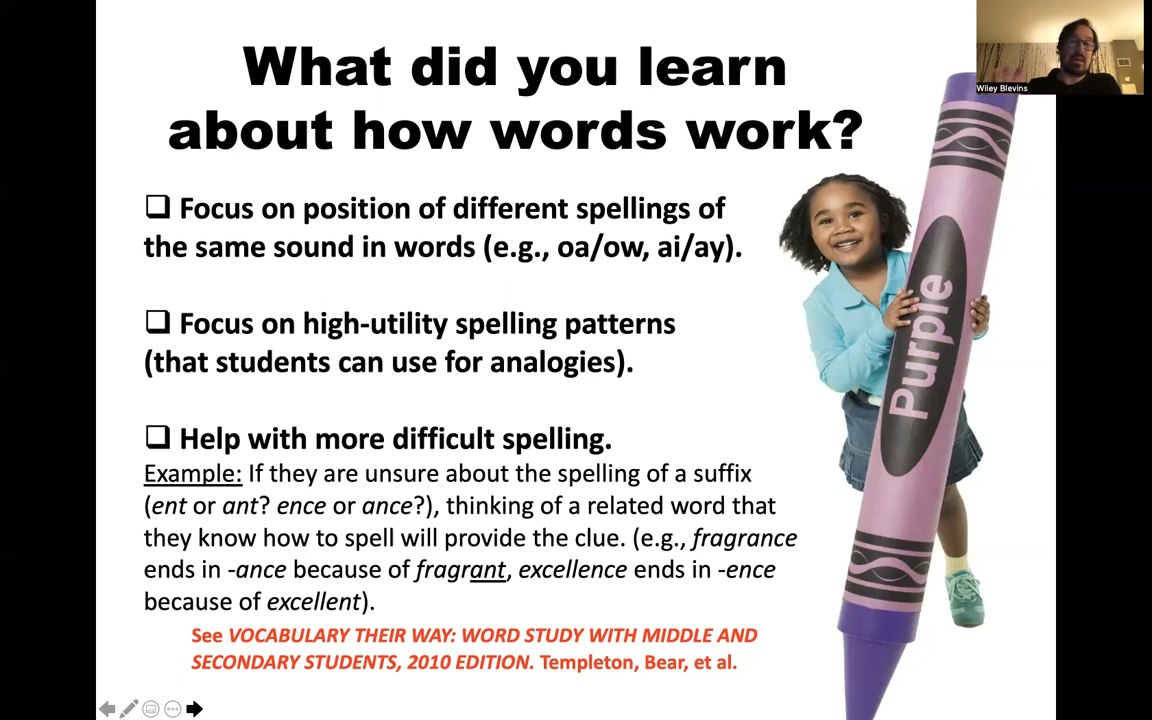 What did you learn
about how words work?
Wiley Blevins
❑ Focus on position of different spellings of
the same sound in words (e.g., oa/ow, ai/ay).
❑ Focus on high-utility spelling patterns
(that students can use for analogies).
❑ Help with more difficult spelling.
Example: If they are unsure about the spelling of a suffix
(ent or ant? ence or ance?), thinking of a related word that
they know how to spell will provide the clue. (e.g., fragrance
ends in -ance because of fragrant, excellence ends in -ence
because of excellent).
See VOCABULARY THEIR WAY: WORD STUDY WITH MIDDLE AND
SECONDARY STUDENTS, 2010 EDITION. Templeton, Bear, et al.
Purple